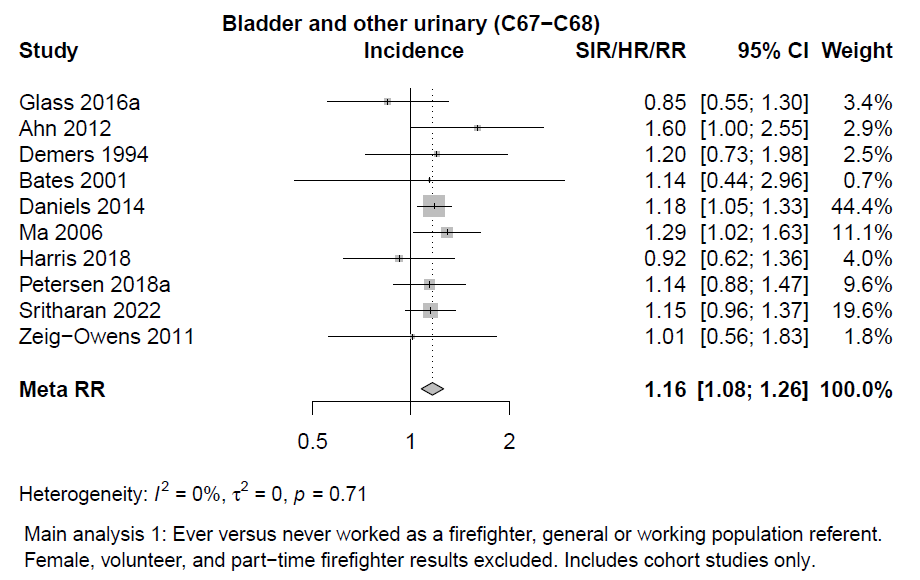 Bladder and other urinary (C67−C68)
Study Incidence SIR/HR/RR 95% CI Weight
Glass 2016a 0.85 [0.55; 1.30] 3.4%
Ahn 2012 1.60 [1.00; 2.55] 2.9%
Demers 1994 1.20 [0.73; 1.98] 2.5%
Bates 2001 1.14 [0.44; 2.96] 0.7%
Daniels 2014 1.18 [1.05; 1.33] 44.4%
Ma 2006 1.29 [1.02; 1.63] 11.1%
Harris 2018 0.92 [0.62; 1.36] 4.0%
Petersen 2018a 1.14 [0.88; 1.47] 9.6%
Sritharan 2022 1.15 [0.96; 1.37] 19.6%
Zeig−Owens 2011 1.01 [0.56; 1.83] 1.8%
Meta RR 1.16 [1.08; 1.26] 100.0%
0.5 1 2
Heterogeneity: I² = 0%, τ² = 0, p = 0.71
Main analysis 1: Ever versus never worked as a firefighter, general or working population referent.
Female, volunteer, and part-time firefighter results excluded. Includes cohort studies only.